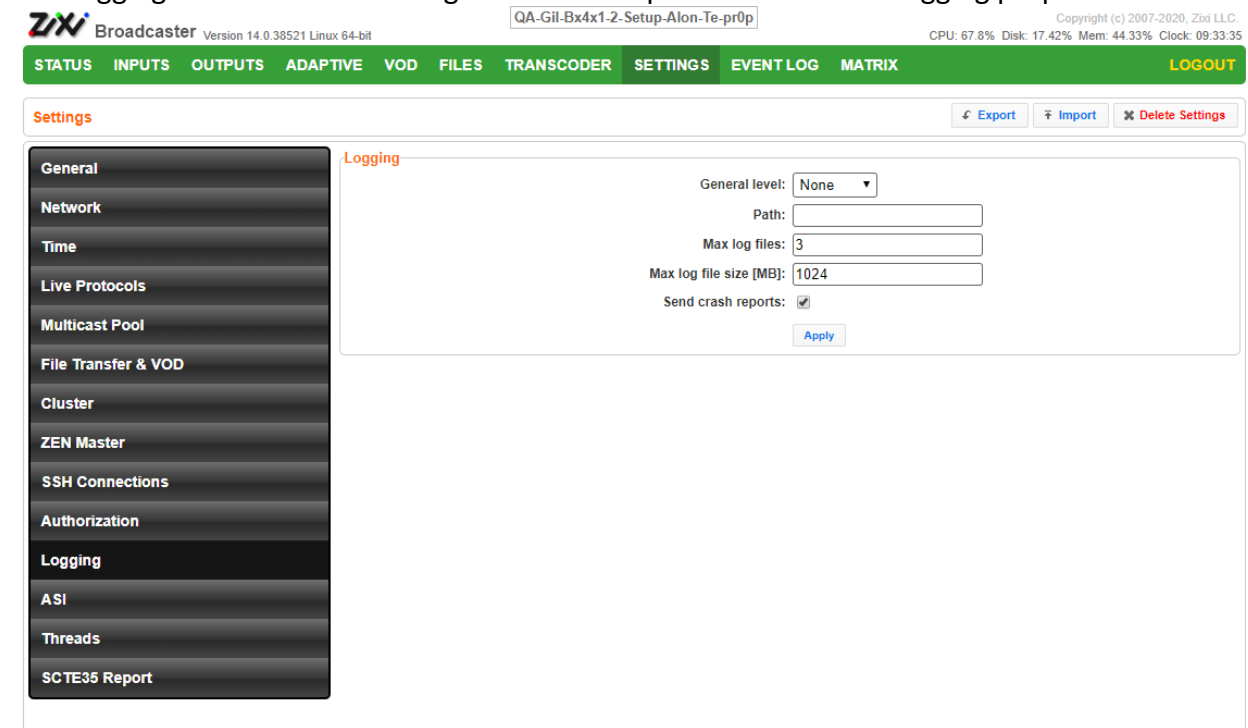 QA-Gil-Bx4x1-2-Setup-Alon-Te-pr0p
Copyright (c) 2007-2020, Zixi LLC.
ZiXi Broadcaster Version 14.0.38521 Linux 64-bit
CPU: 67.8% Disk: 17.42% Mem: 44.33% Clock: 09:33:35
STATUS INPUTS OUTPUTS ADAPTIVE VOD FILES TRANSCODER SETTINGS EVENT LOG MATRIX LOGOUT
Settings Export Import Delete Settings
General
Network
Time
Live Protocols
Multicast Pool
File Transfer & VOD
Cluster
ZEN Master
SSH Connections
Authorization
Logging
ASI
Threads
SCTE35 Report
Logging
General level: None
Path:
Max log files: 3
Max log file size [MB]: 1024
Send crash reports:
Apply